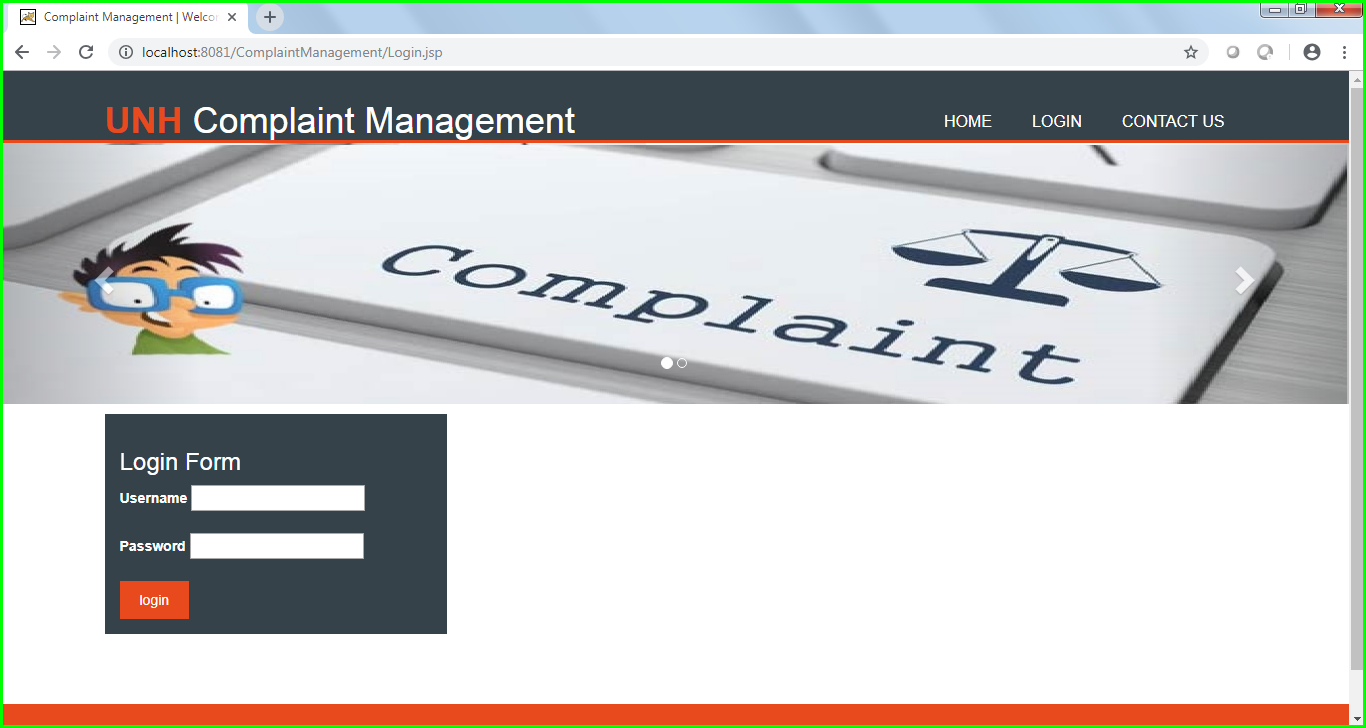 Complaint Management | Welco
localhost:8081/ComplaintManagement/Login.jsp
UNH Complaint Management
HOME LOGIN CONTACT US
Complaint
Login Form
Username
Password
login